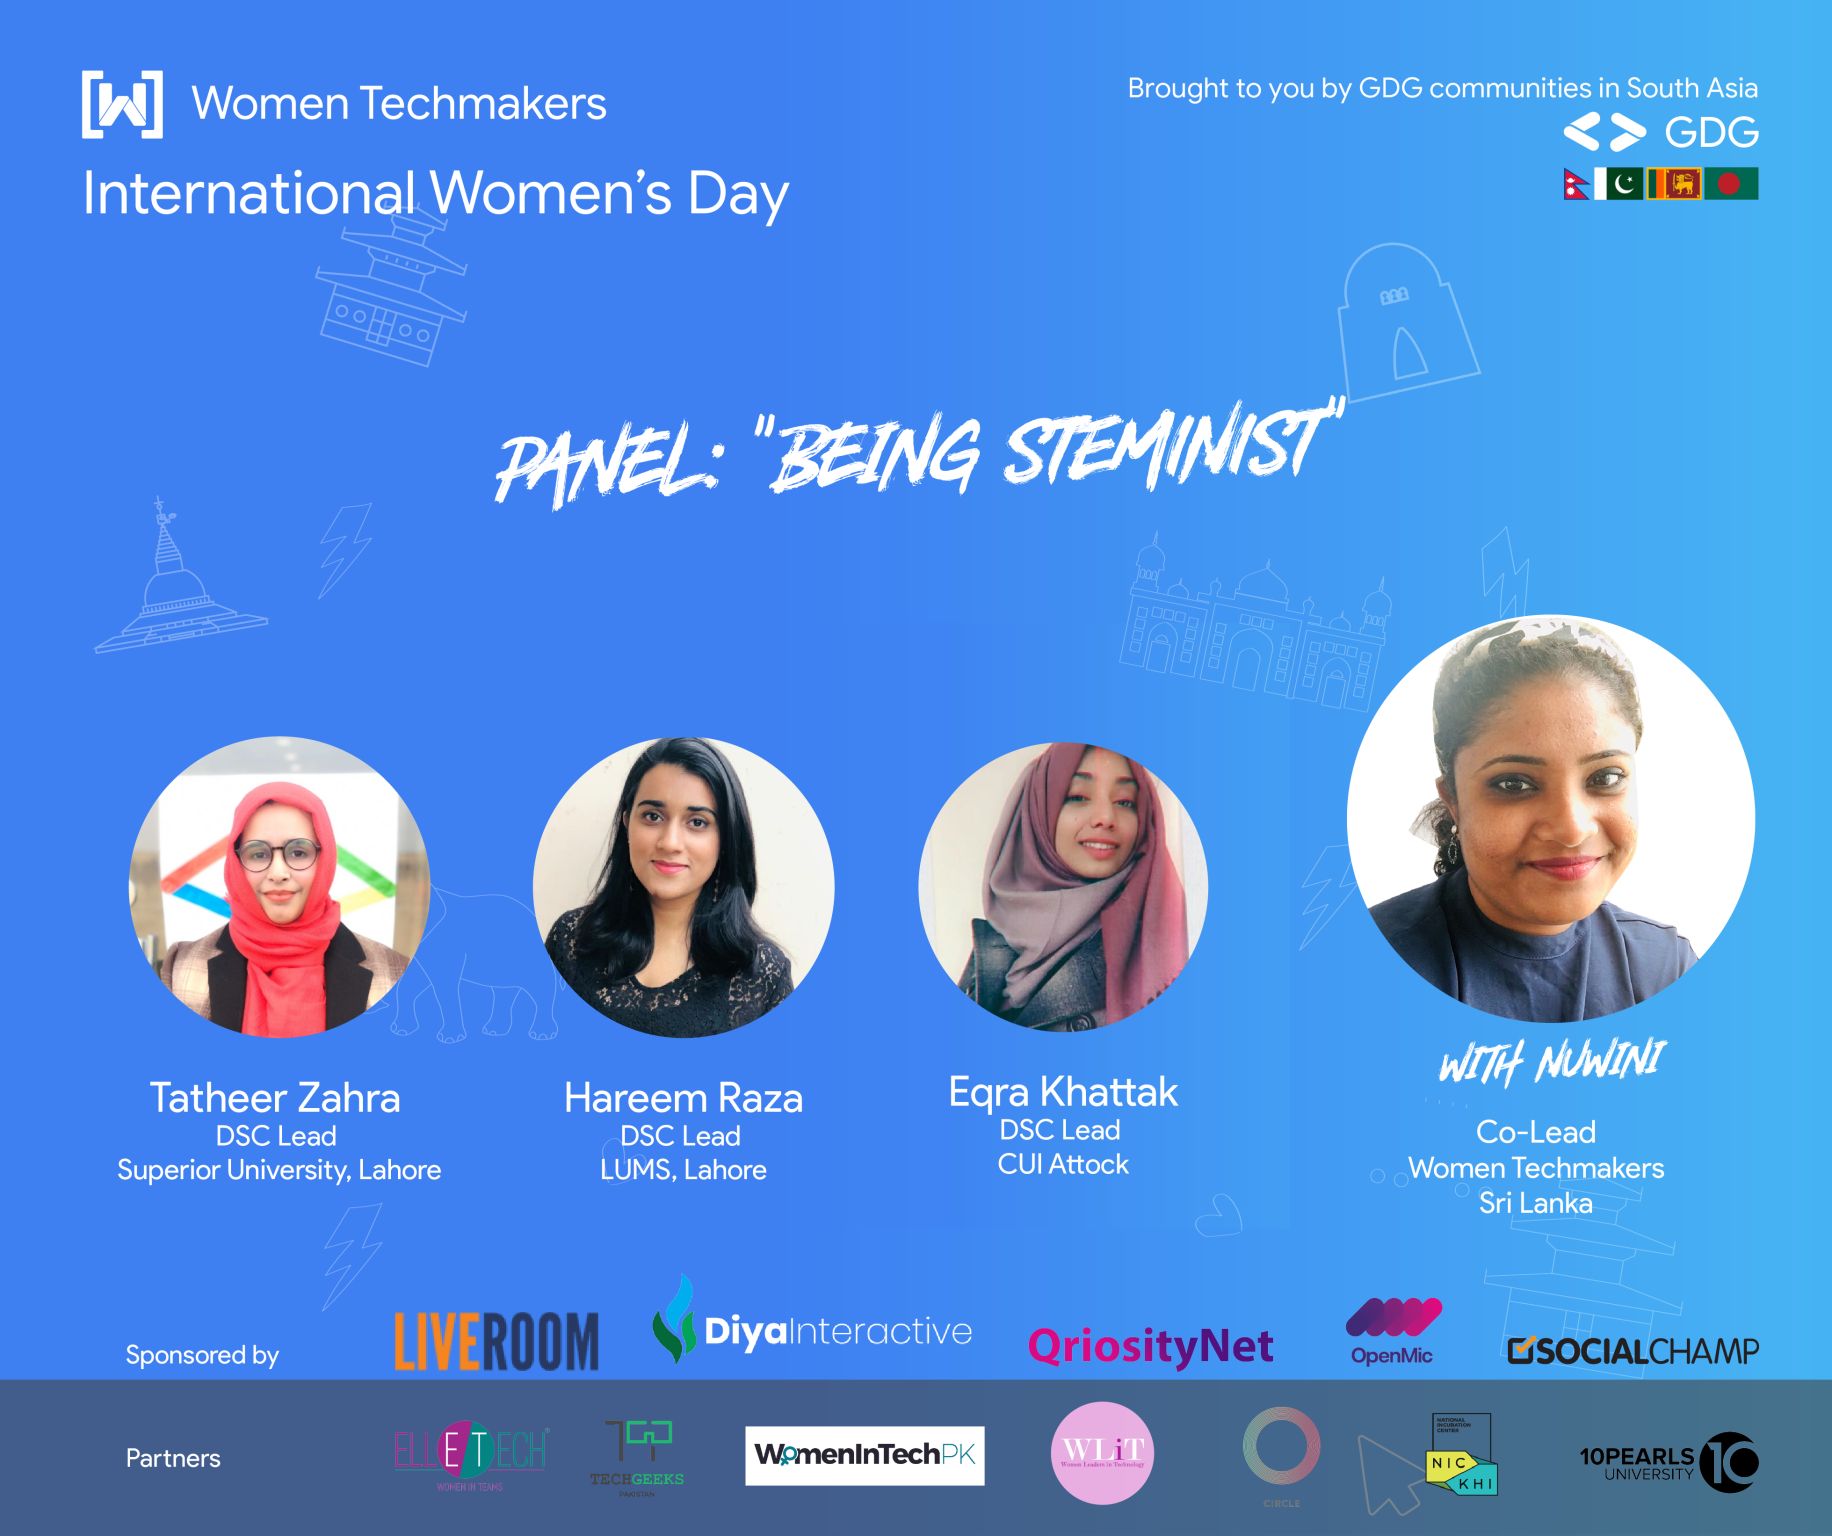 [W] Women Techmakers
International Women's Day
Brought to you by GDG communities in South Asia
<> GDG
PANEL: "BEING STEMINIST"
Tatheer Zahra
DSC Lead
Superior University, Lahore
Hareem Raza
DSC Lead
LUMS, Lahore
Eqra Khattak
DSC Lead
CUI Attock
WITH NUWINI
Co-Lead
Women Techmakers
Sri Lanka
Sponsored by
LIVEROOM
DiyaInteractive
QriosityNet
OpenMic
SOCIALCHAMP
Partners
ELLETECH®
WOMEN IN TEAMS
TECHGEEKS
PAKISTAN
WomenInTechPK
WLiT
Women Leaders in Technology
CIRCLE
NATIONAL
INCUBATION
CENTER
NIC
KHI
10PEARLS
UNIVERSITY
10